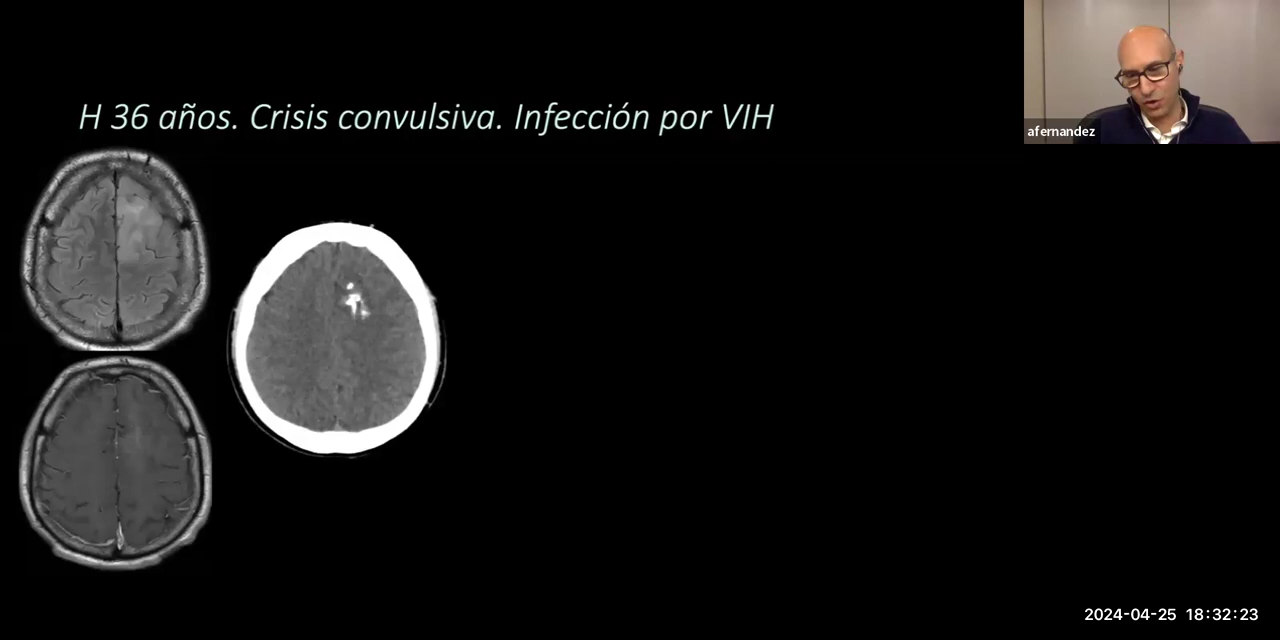 H 36 años. Crisis convulsiva. Infección por VIH
afernandez
2024-04-25 18:32:23